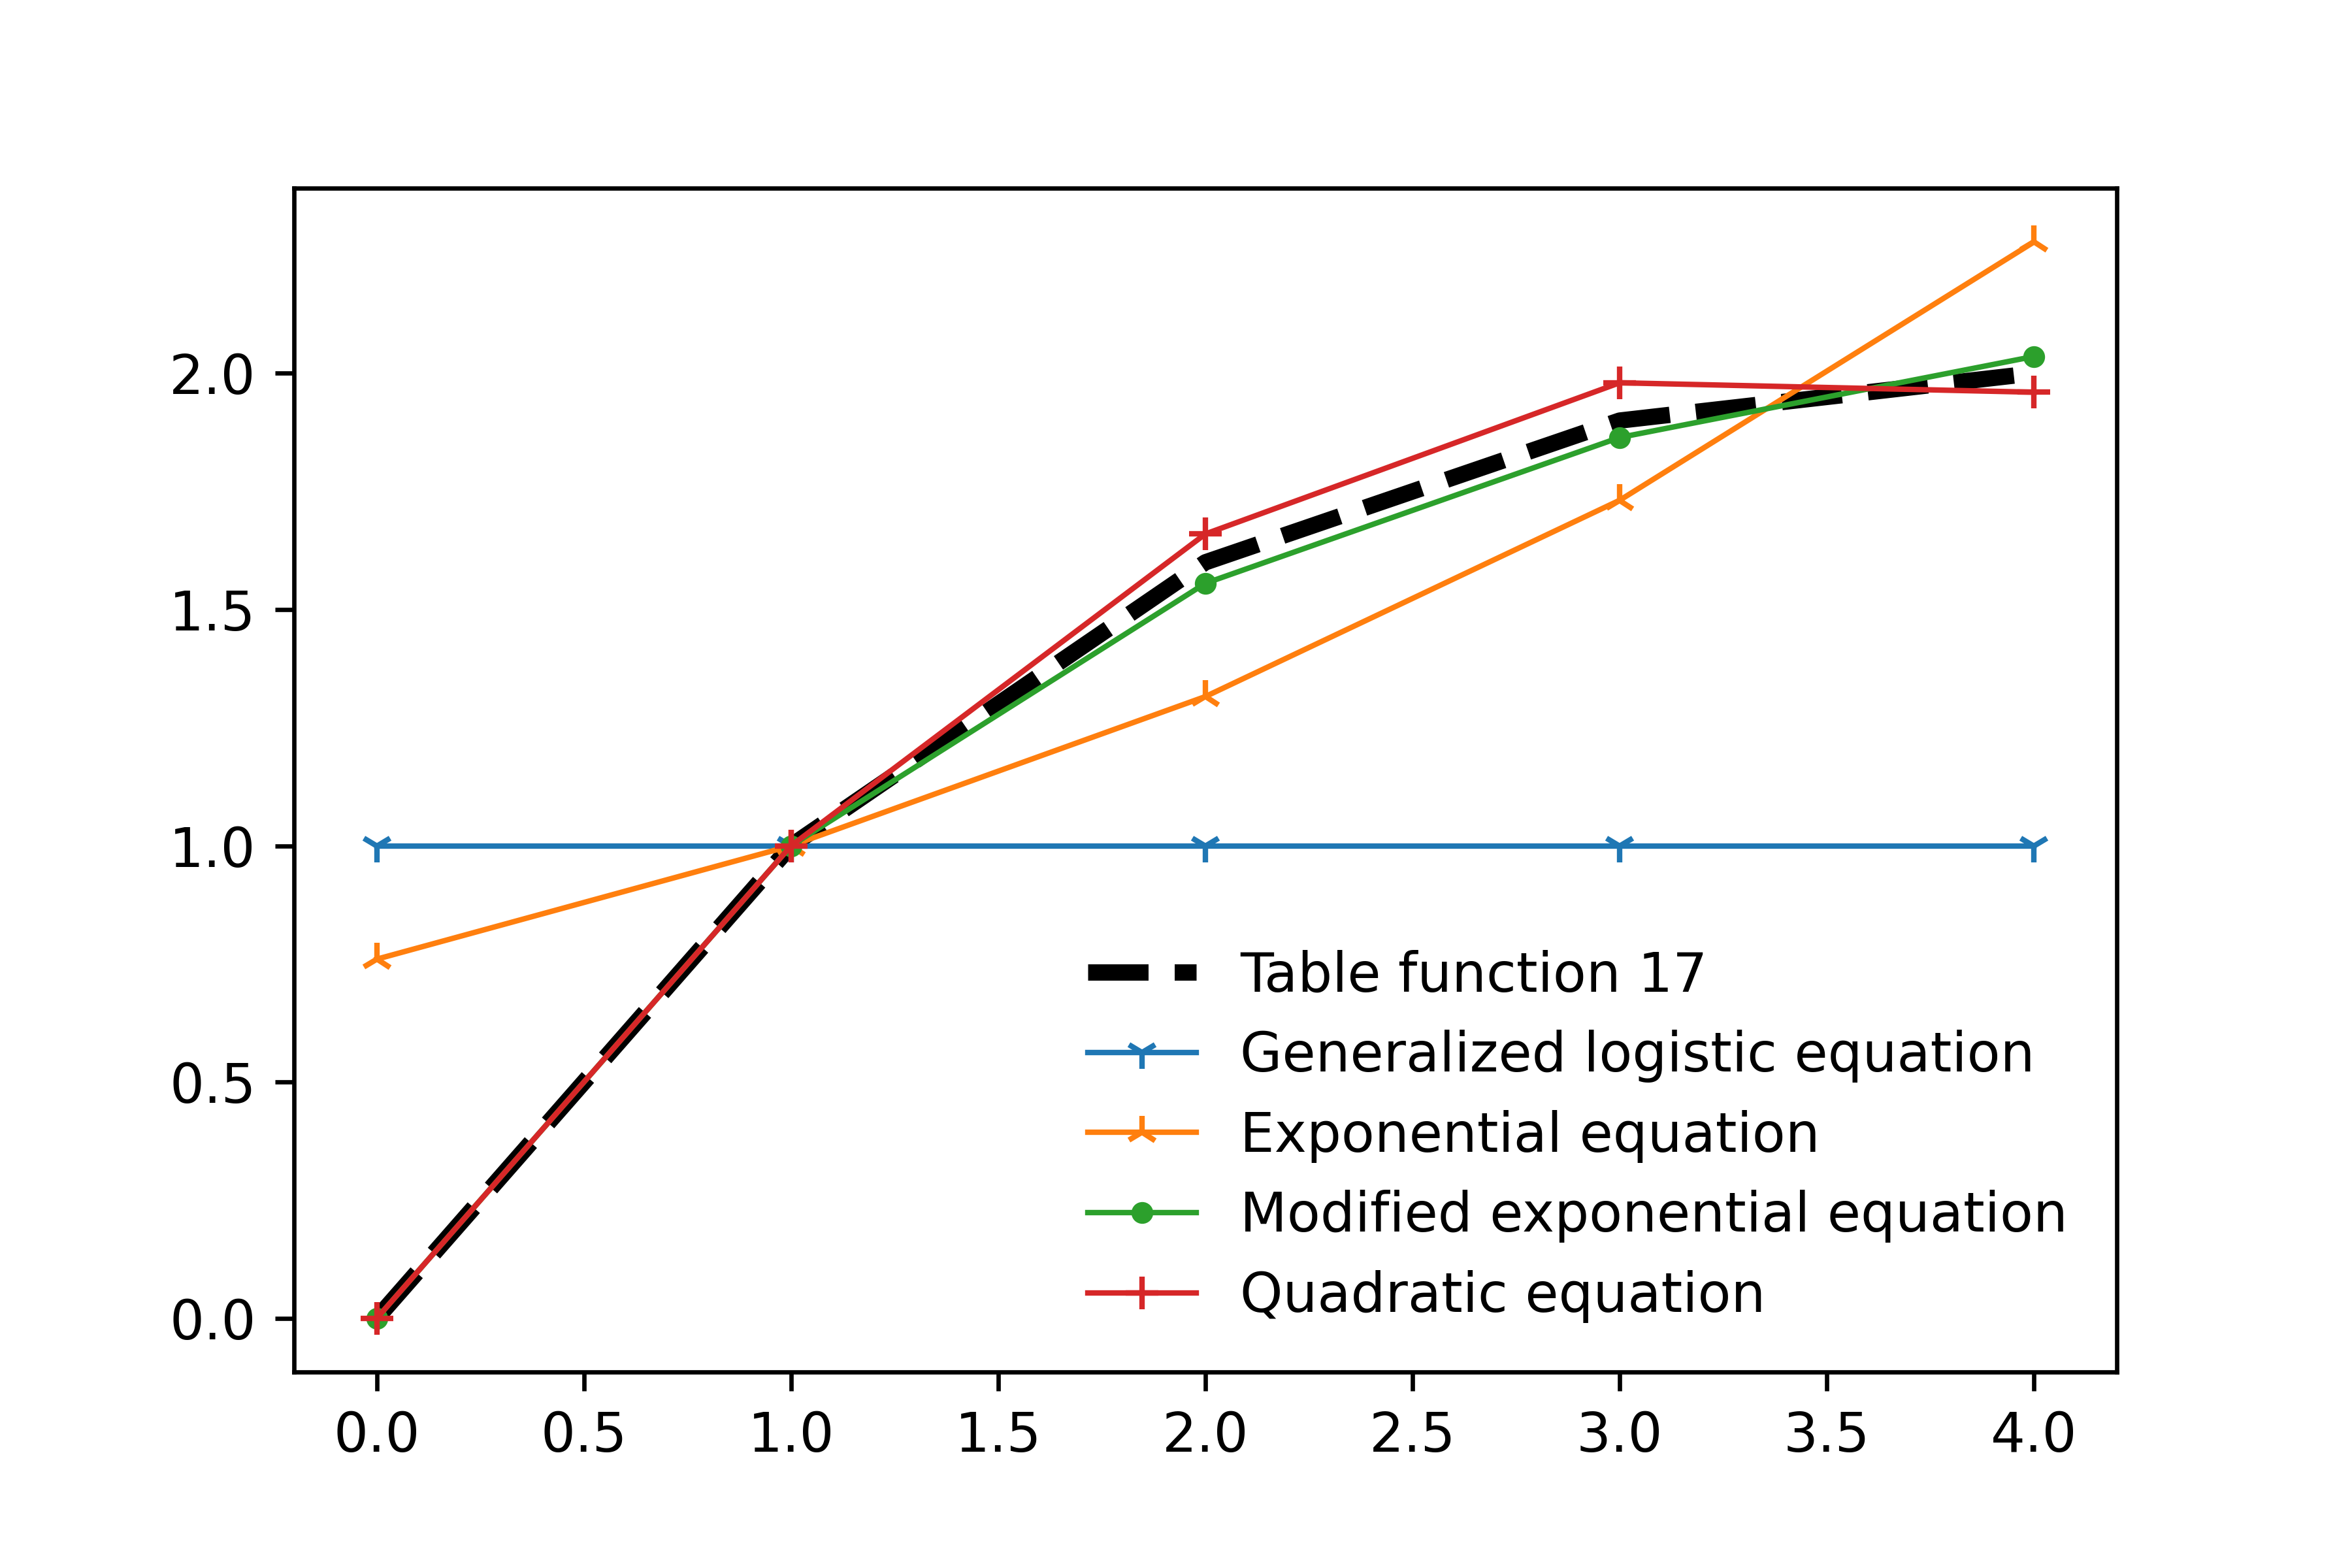 2.0
1.5
1.0
0.5
0.0
0.0 0.5 1.0 1.5 2.0 2.5 3.0 3.5 4.0
Table function 17
Generalized logistic equation
Exponential equation
Modified exponential equation
Quadratic equation